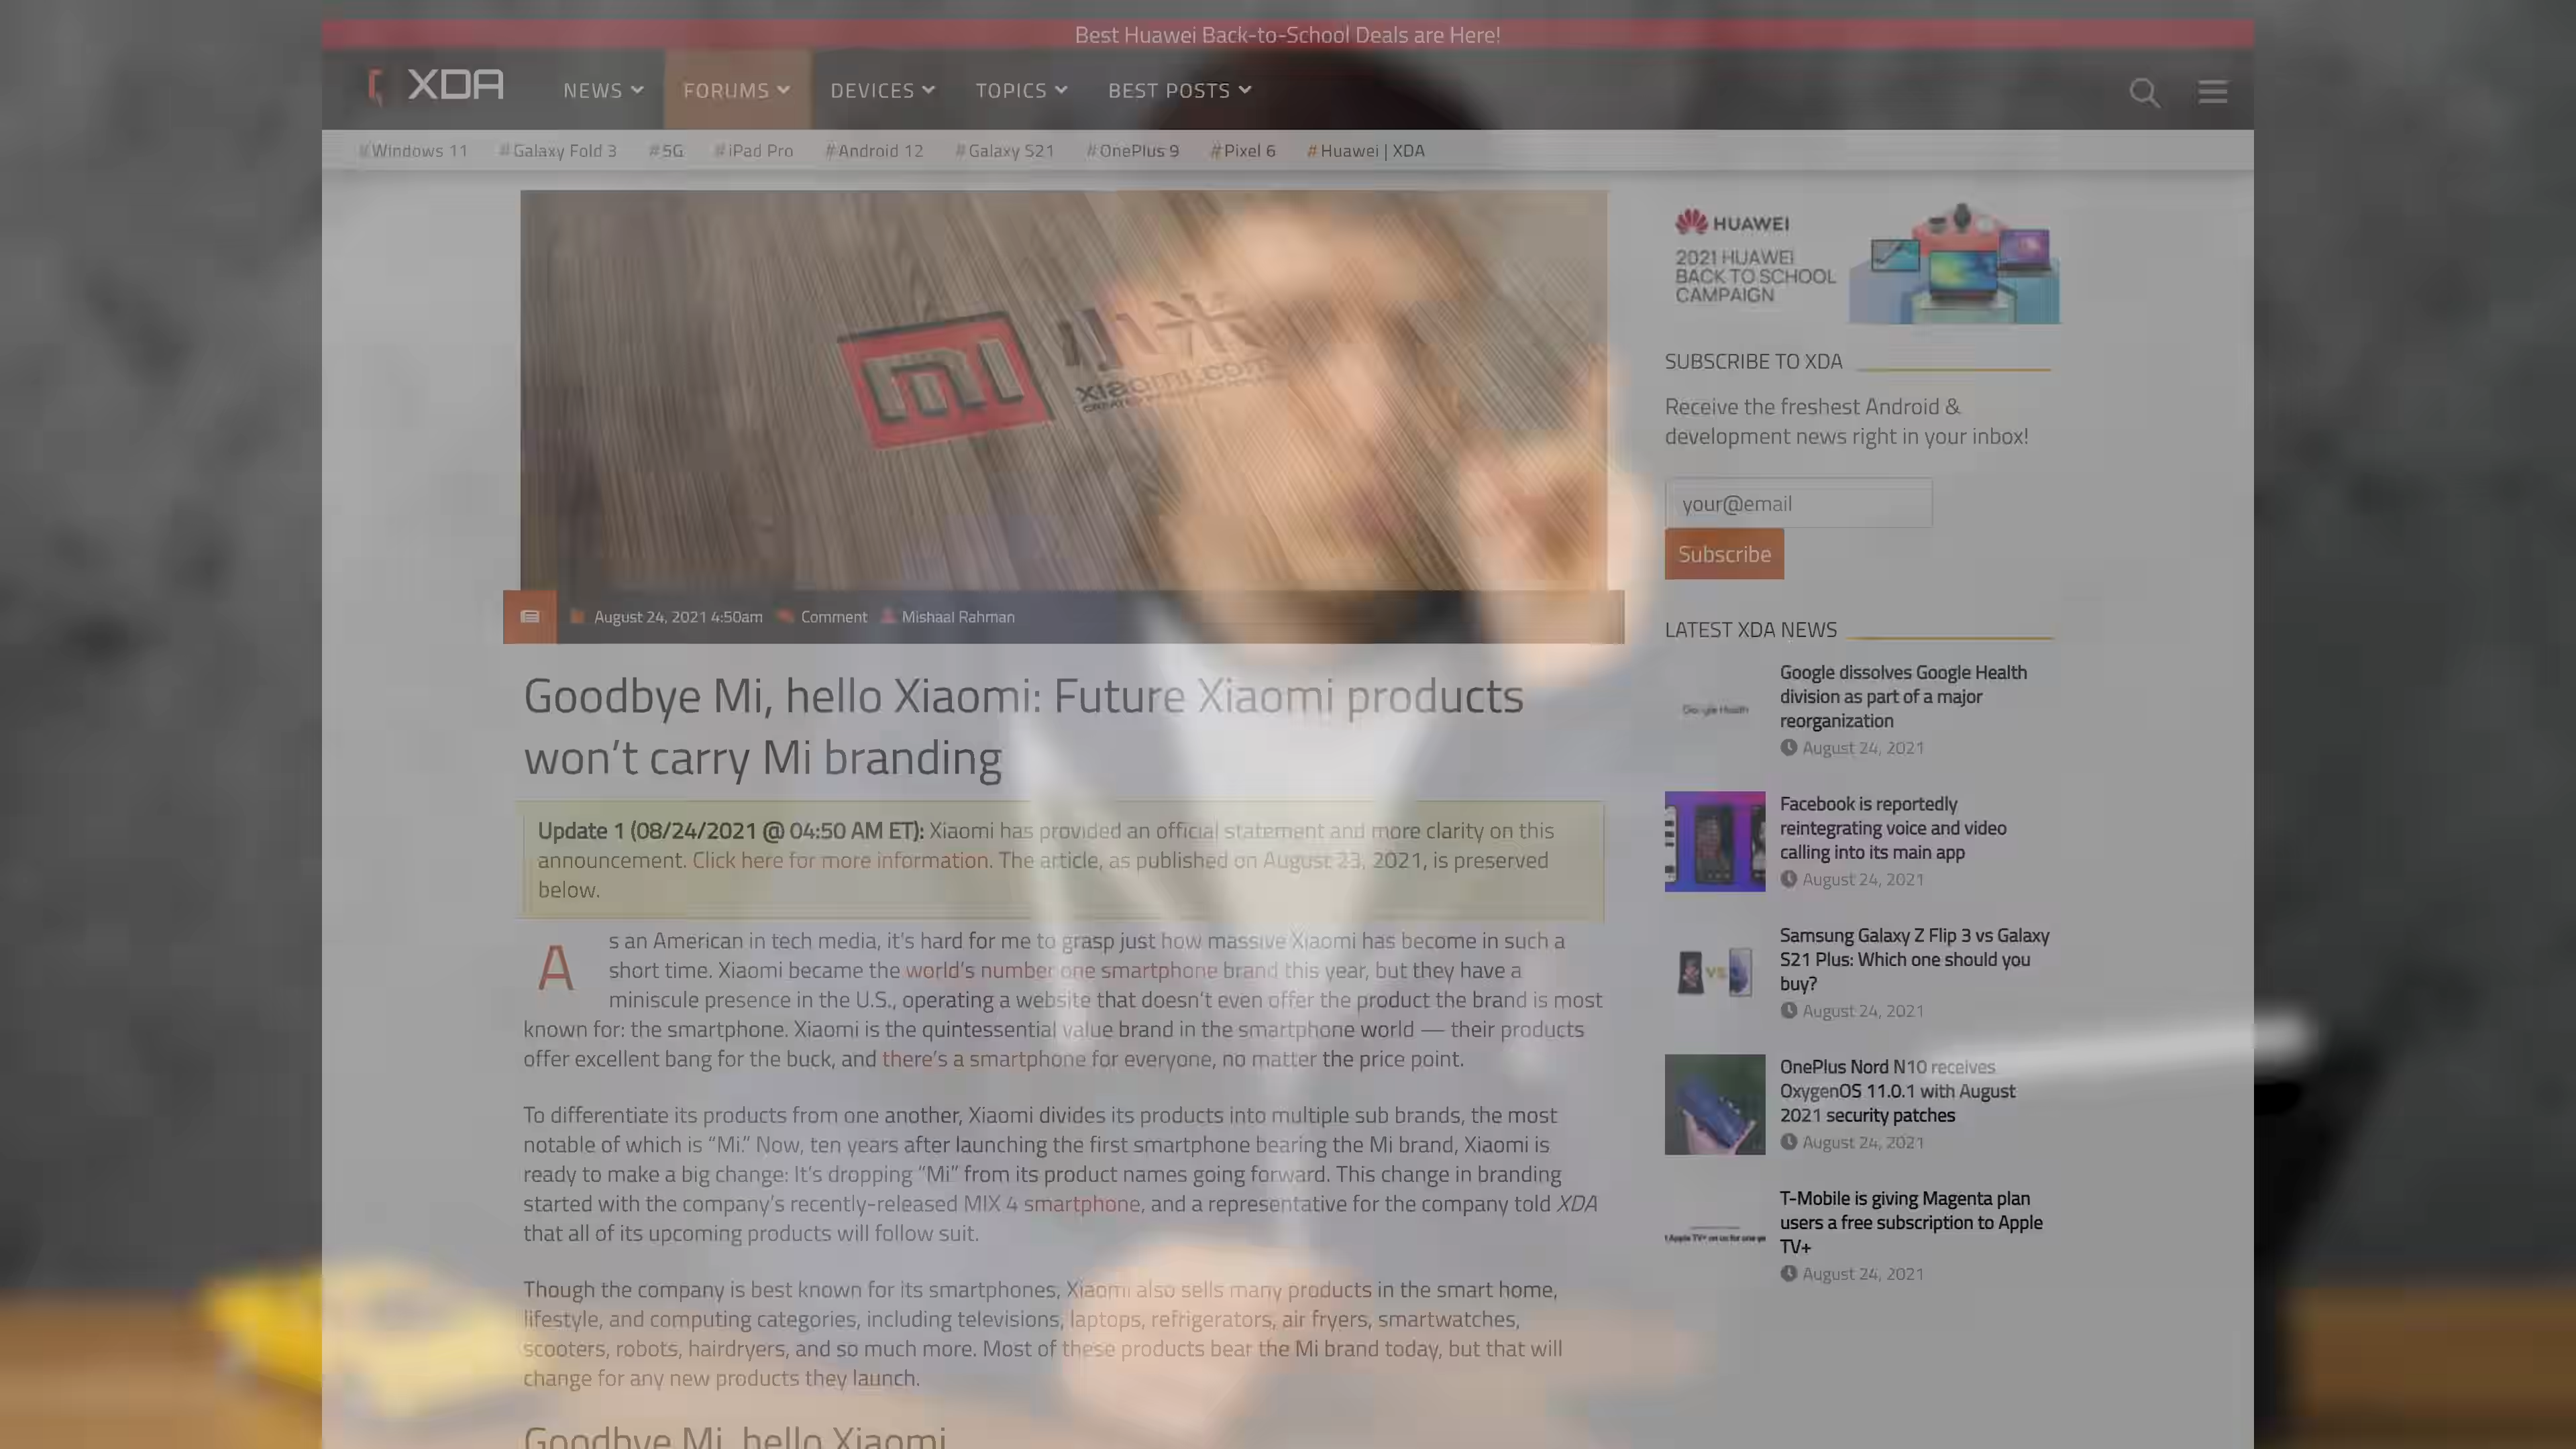 Best Huawei Back-to-School Deals are Here!
XDA
NEWS
FORUMS
DEVICES
TOPICS
BEST POSTS
#Windows 11
#Galaxy Fold 3
#5G
#iPad Pro
#Android 12
#Galaxy S21
#OnePlus 9
#Pixel 6
#Huawei | XDA
mi
小米
xiaomi.com
August 24, 2021 4:50am
Comment
Mishaal Rahman
Goodbye Mi, hello Xiaomi: Future Xiaomi products
won't carry Mi branding
Update 1 (08/24/2021 @ 04:50 AM ET): Xiaomi has provided an official statement and more clarity on this
announcement. Click here for more information. The article, as published on August 23, 2021, is preserved
below.
As an American in tech media, it's hard for me to grasp just how massive Xiaomi has become in such a
short time. Xiaomi became the world's number one smartphone brand this year, but they have a
miniscule presence in the U.S., operating a website that doesn't even offer the product the brand is most
known for: the smartphone. Xiaomi is the quintessential value brand in the smartphone world — their products
offer excellent bang for the buck, and there's a smartphone for everyone, no matter the price point.
To differentiate its products from one another, Xiaomi divides its products into multiple sub brands, the most
notable of which is “Mi.” Now, ten years after launching the first smartphone bearing the Mi brand, Xiaomi is
ready to make a big change: It's dropping “Mi” from its product names going forward. This change in branding
started with the company's recently-released MIX 4 smartphone, and a representative for the company told XDA
that all of its upcoming products will follow suit.
Though the company is best known for its smartphones, Xiaomi also sells many products in the smart home,
lifestyle, and computing categories, including televisions, laptops, refrigerators, air fryers, smartwatches,
scooters, robots, hairdryers, and so much more. Most of these products bear the Mi brand today, but that will
change for any new products they launch.
Goodbye Mi, hello Xiaomi
HUAWEI
2021 HUAWEI
BACK TO SCHOOL
CAMPAIGN
SUBSCRIBE TO XDA
Receive the freshest Android &
development news right in your inbox!
your@email
Subscribe
LATEST XDA NEWS
Google Health
Google dissolves Google Health
division as part of a major
reorganization
August 24, 2021
Facebook is reportedly
reintegrating voice and video
calling into its main app
August 24, 2021
VS
Samsung Galaxy Z Flip 3 vs Galaxy
S21 Plus: Which one should you
buy?
August 24, 2021
OnePlus Nord N10 receives
OxygenOS 11.0.1 with August
2021 security patches
August 24, 2021
T-Mobile is giving Magenta plan
users a free subscription to Apple
TV+
August 24, 2021